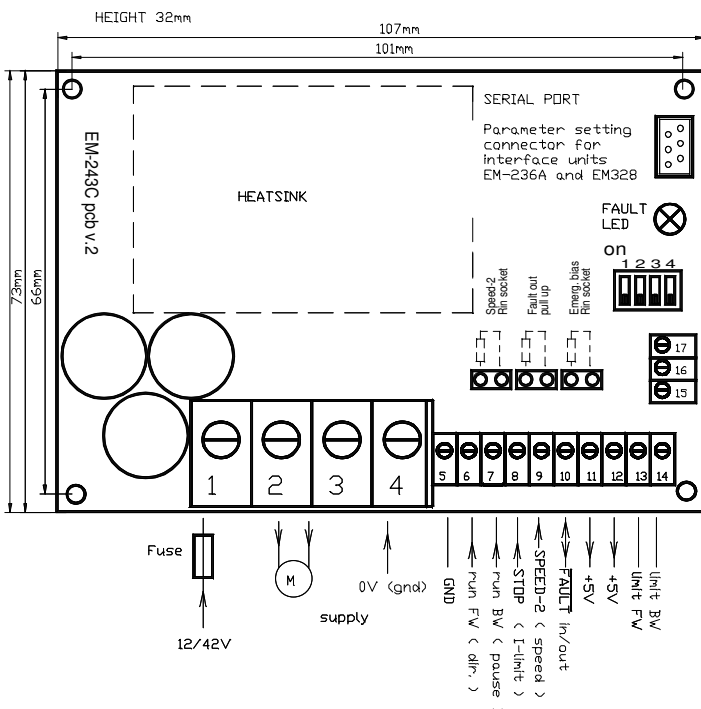 HEIGHT 32mm
107mm
101mm
73mm
66mm
EM-243C pcb v.2
HEATSINK
SERIAL PORT
Parameter setting
connector for
interface units
EM-236A and EM328
FAULT
LED
on
1 2 3 4
Speed-2
Rin socket
Fault out
pull up
Emerg. bias
Rin socket
17
16
15
1 2 3 4
5 6 7 8 9 10 11 12 13 14
Fuse
12/42V
M
0V (gnd)
supply
GND
run FW ( dir. )
run BW ( pause )
STOP ( I-limit )
SPEED-2 ( speed )
FAULT in/out
+5V
+5V
limit FW
limit BW